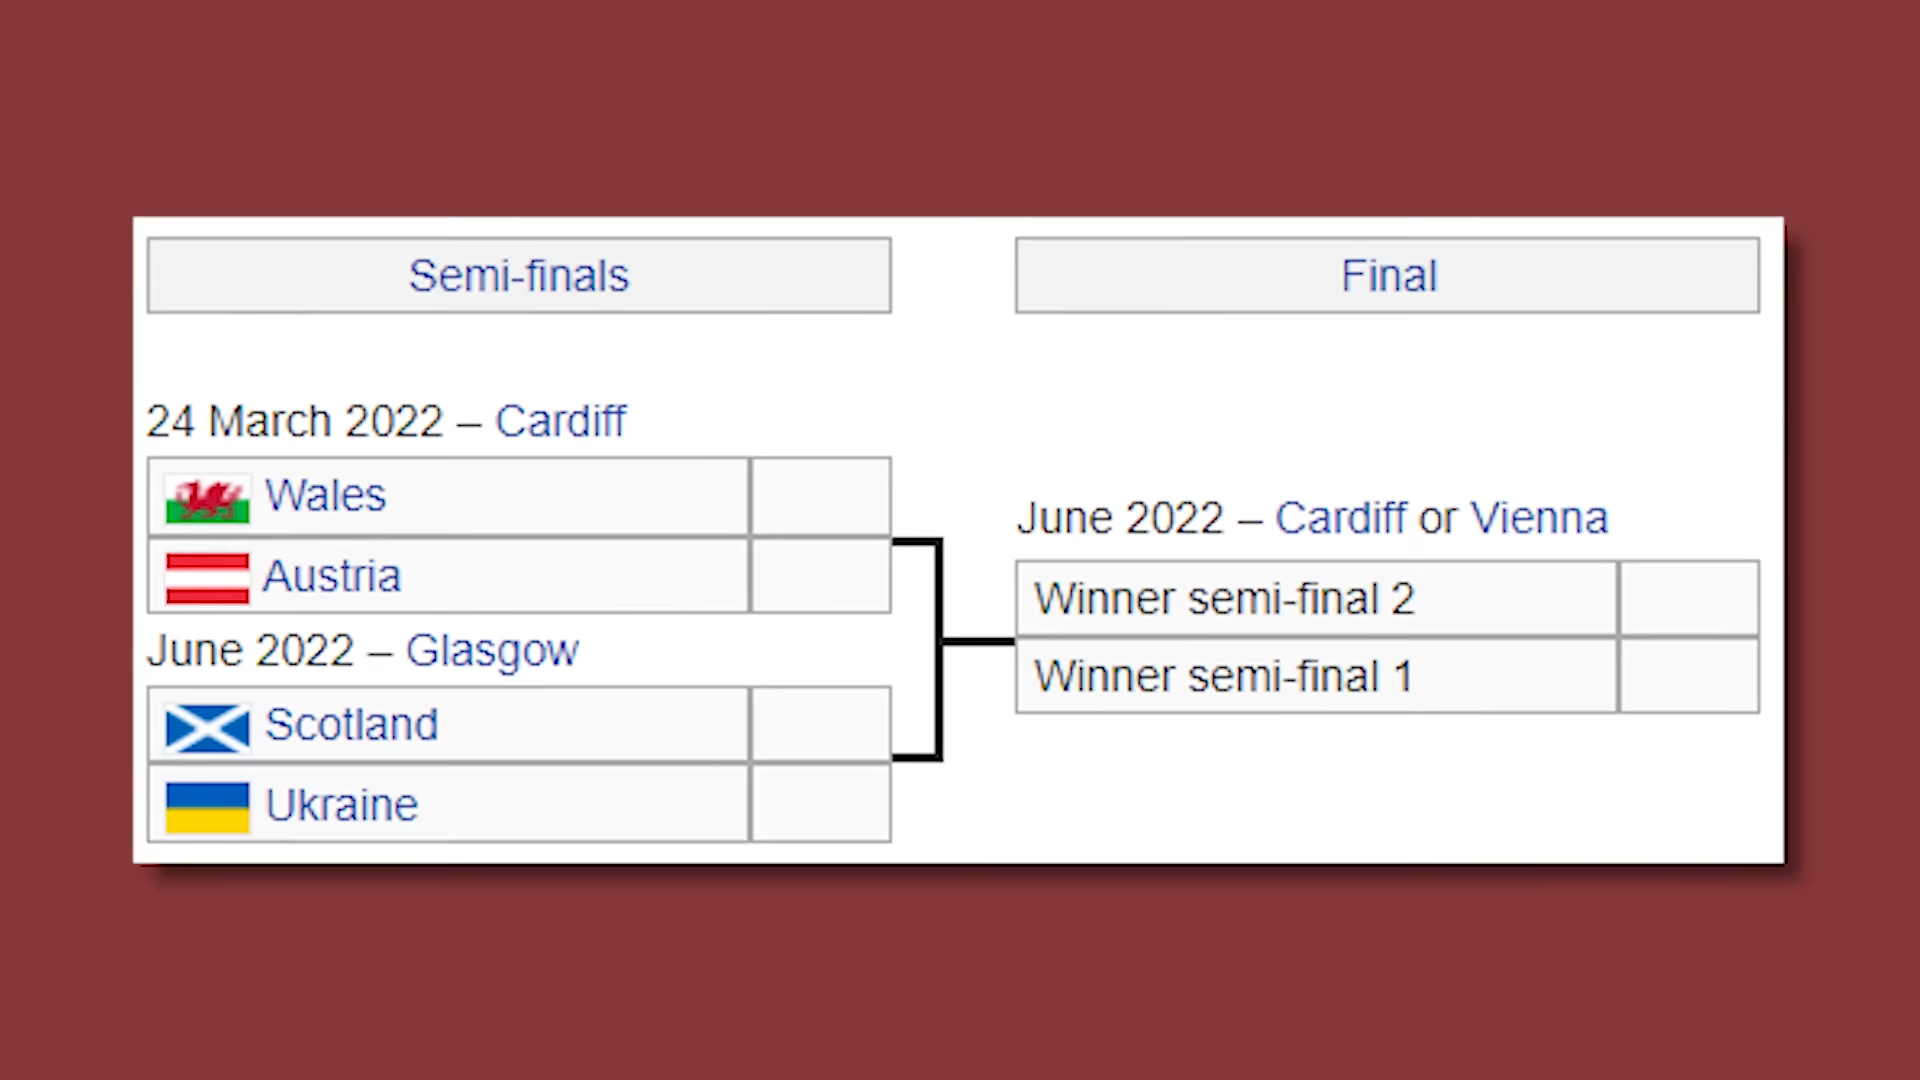 Semi-finals
Final
24 March 2022 – Cardiff
Wales
Austria
June 2022 – Glasgow
Scotland
Ukraine
June 2022 – Cardiff or Vienna
Winner semi-final 2
Winner semi-final 1